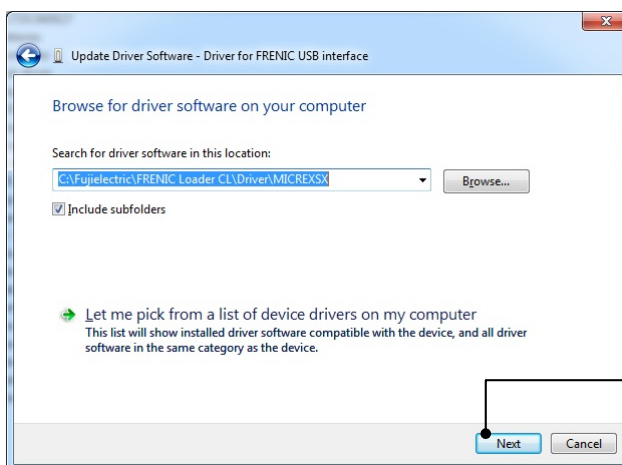 Update Driver Software - Driver for FRENIC USB interface
Browse for driver software on your computer
Search for driver software in this location:
C:\Fujielectric\FRENIC Loader CL\Driver\MICREXSX
Browse...
Include subfolders
Let me pick from a list of device drivers on my computer
This list will show installed driver software compatible with the device, and all driver
software in the same category as the device.
Next Cancel